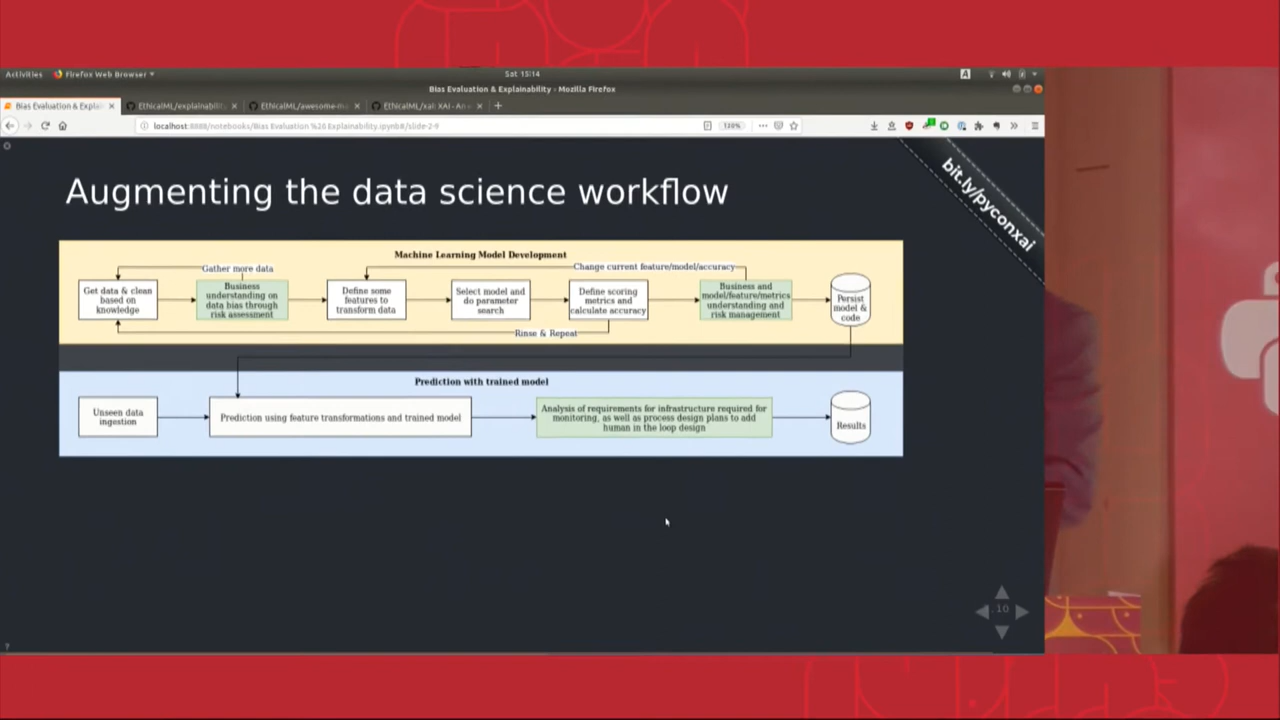 Activities
Firefox Web Browser
Sat 15:14
A
Bias Evaluation & Explainability - Mozilla Firefox
Bias Evaluation & Explai
EthicalML/explainability
EthicalML/awesome-m
EthicalML/xai: XAI - An
localhost:8888/notebooks/Bias Evaluation %26 Explainability.ipynb#/slide-2-9
120%
bit.ly/pyconxai
Augmenting the data science workflow
Machine Learning Model Development
Gather more data
Change current feature/model/accuracy
Get data & clean
based on
knowledge
Business
understanding on
data bias through
risk assessment
Define some
features to
transform data
Select model and
do parameter
search
Define scoring
metrics and
calculate accuracy
Business and
model/feature/metrics
understanding and
risk management
Persist
model &
code
Rinse & Repeat
Prediction with trained model
Unseen data
ingestion
Prediction using feature transformations and trained model
Analysis of requirements for infrastructure required for
monitoring, as well as process design plans to add
human in the loop design
Results
.10
?